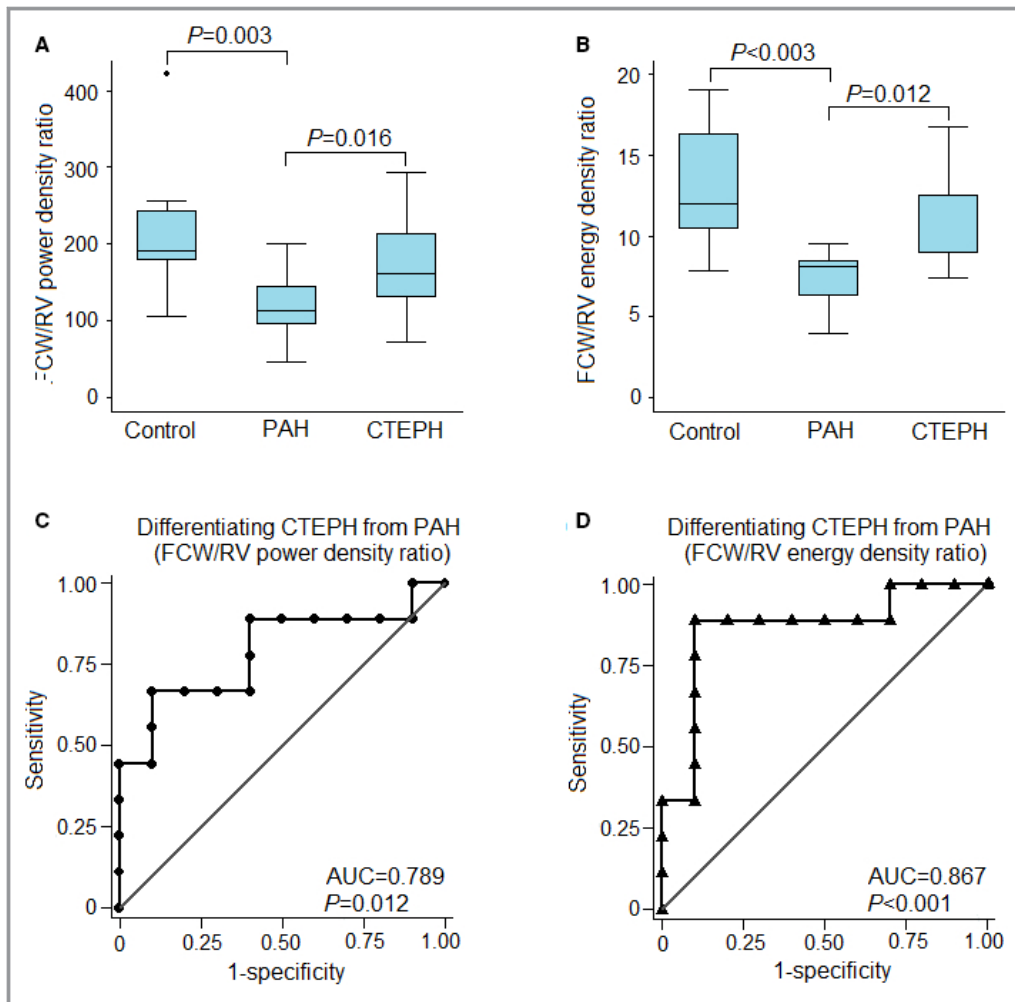 A
P=0.003
P=0.016
FCW/RV power density ratio
400
300
200
100
0
Control
PAH
CTEPH
B
P<0.003
P=0.012
FCW/RV energy density ratio
20
15
10
5
0
Control
PAH
CTEPH
C
Differentiating CTEPH from PAH
(FCW/RV power density ratio)
Sensitivity
1.00
0.75
0.50
0.25
0
AUC=0.789
P=0.012
0
0.25
0.50
0.75
1.00
1-specificity
D
Differentiating CTEPH from PAH
(FCW/RV energy density ratio)
Sensitivity
1.00
0.75
0.50
0.25
0
AUC=0.867
P<0.001
0
0.25
0.50
0.75
1.00
1-specificity